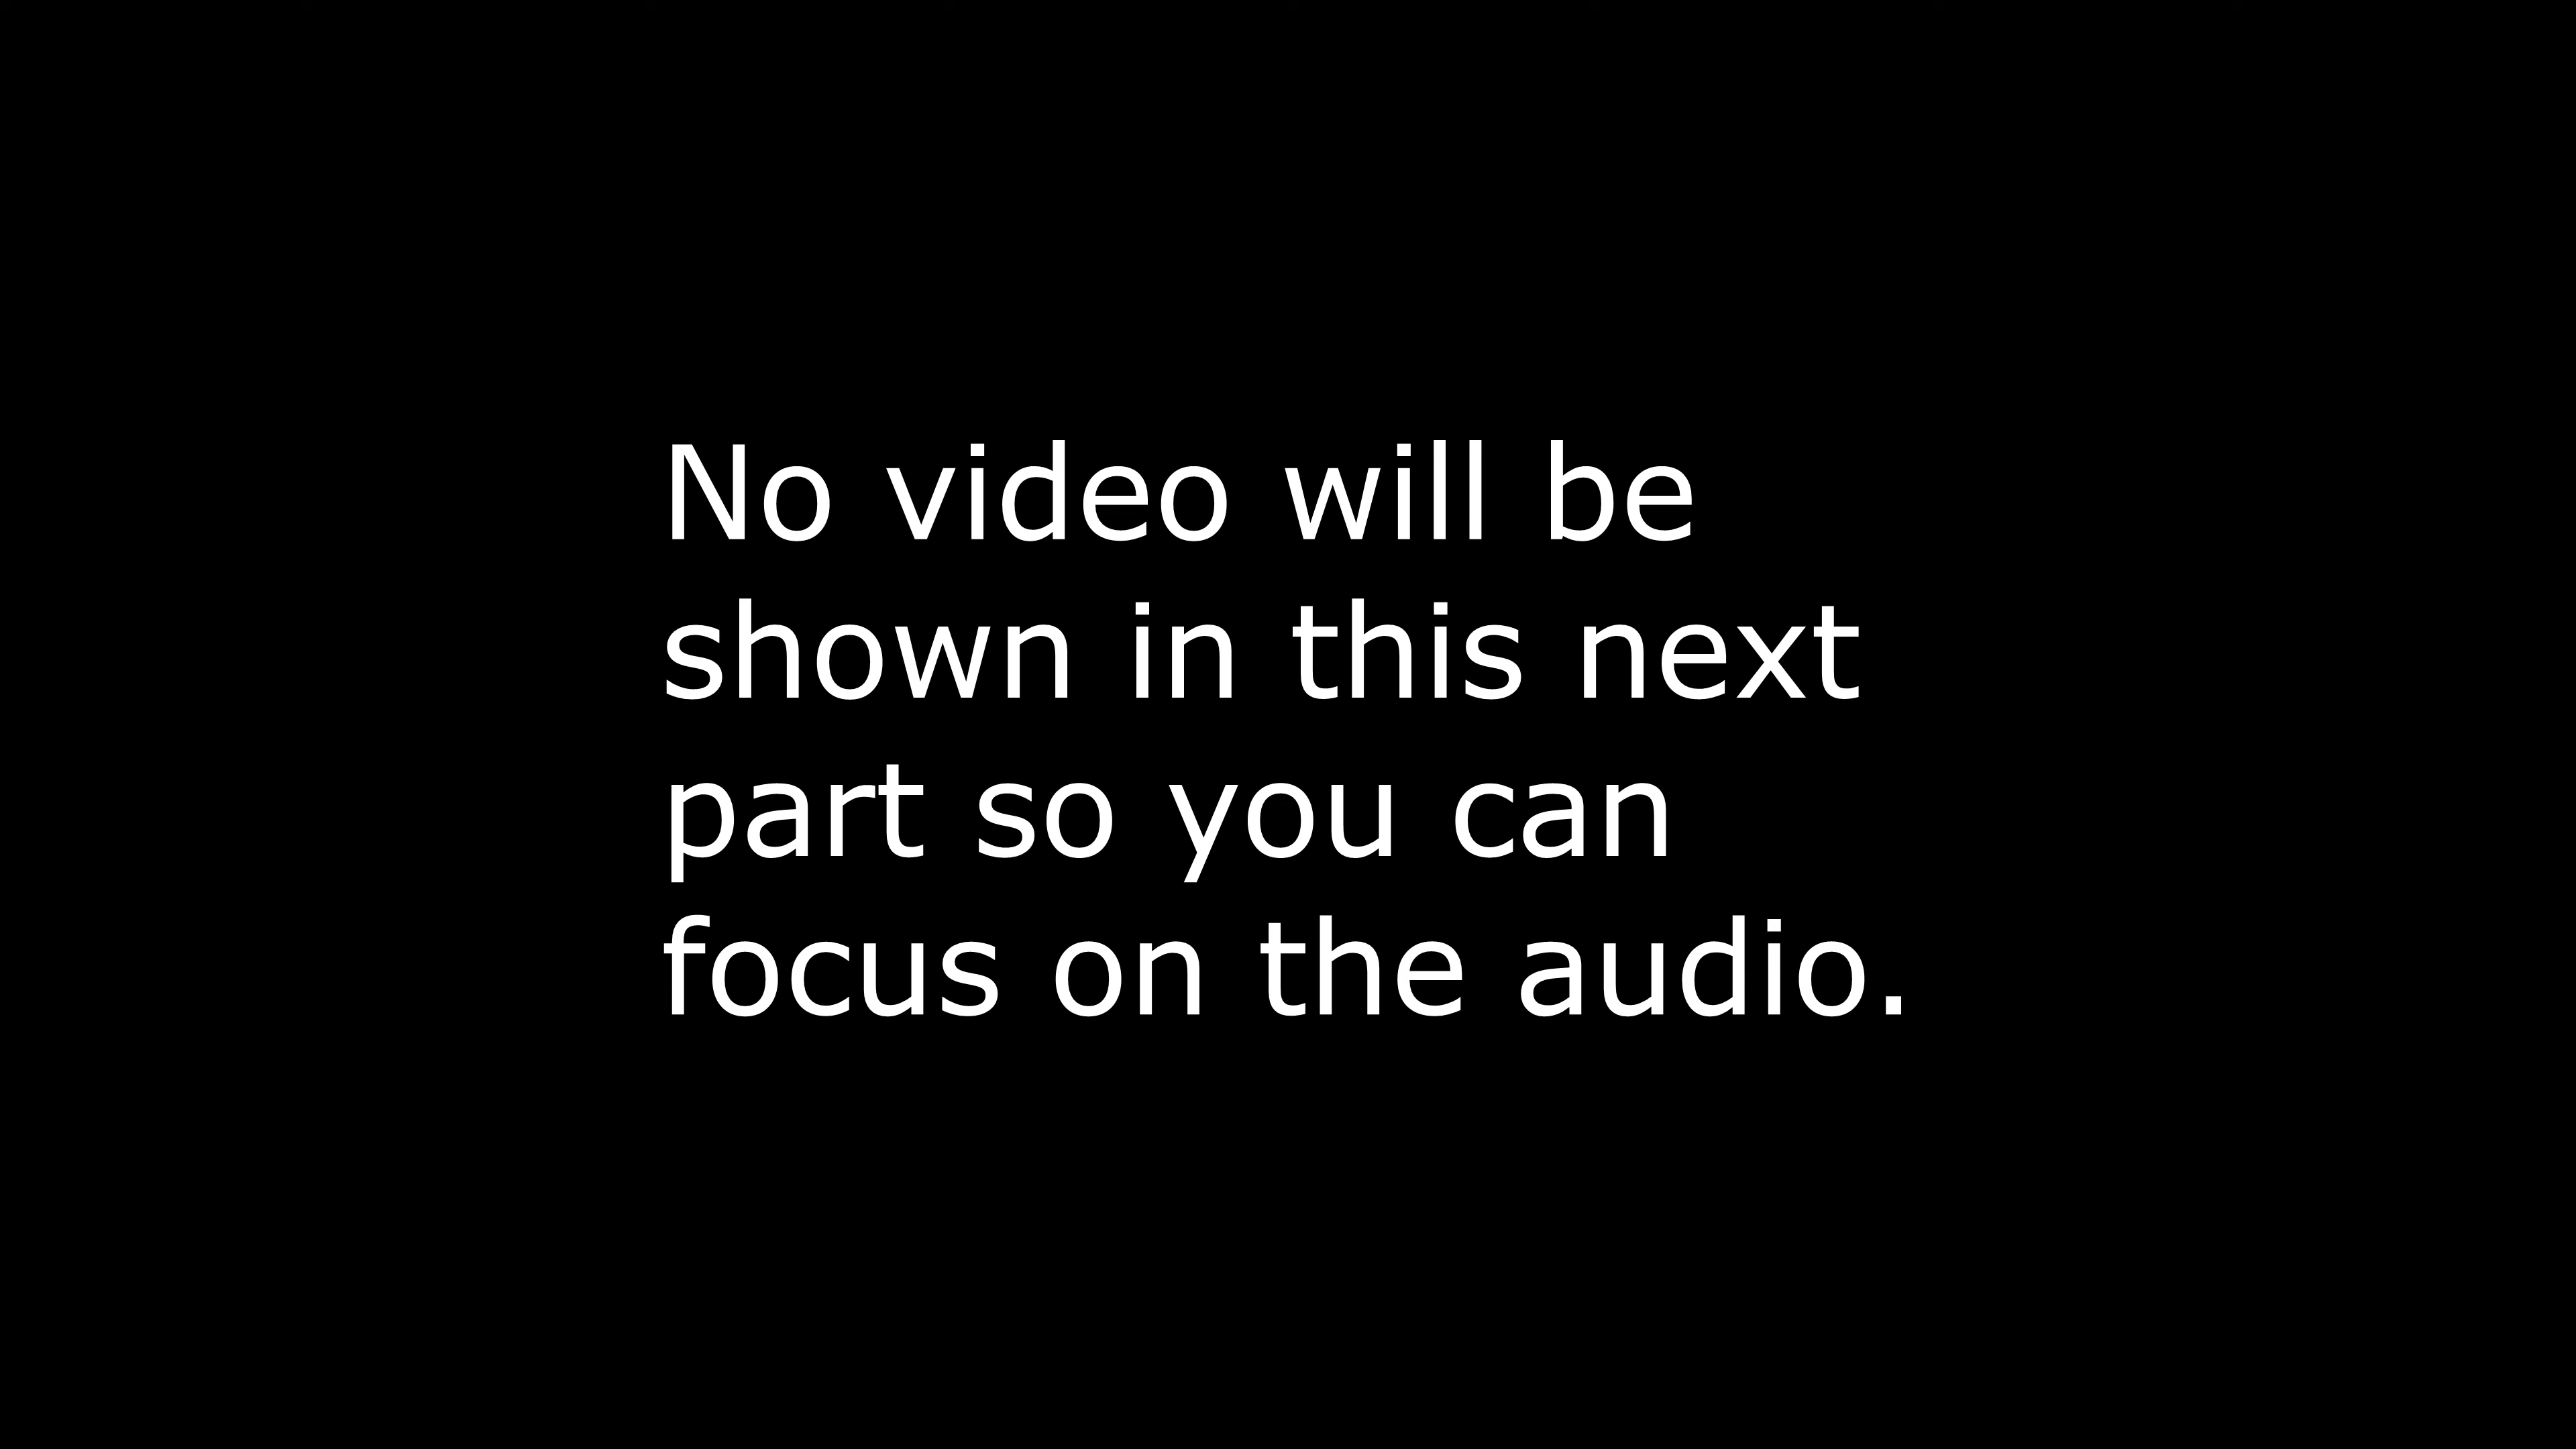 No video will be
shown in this next
part so you can
focus on the audio.